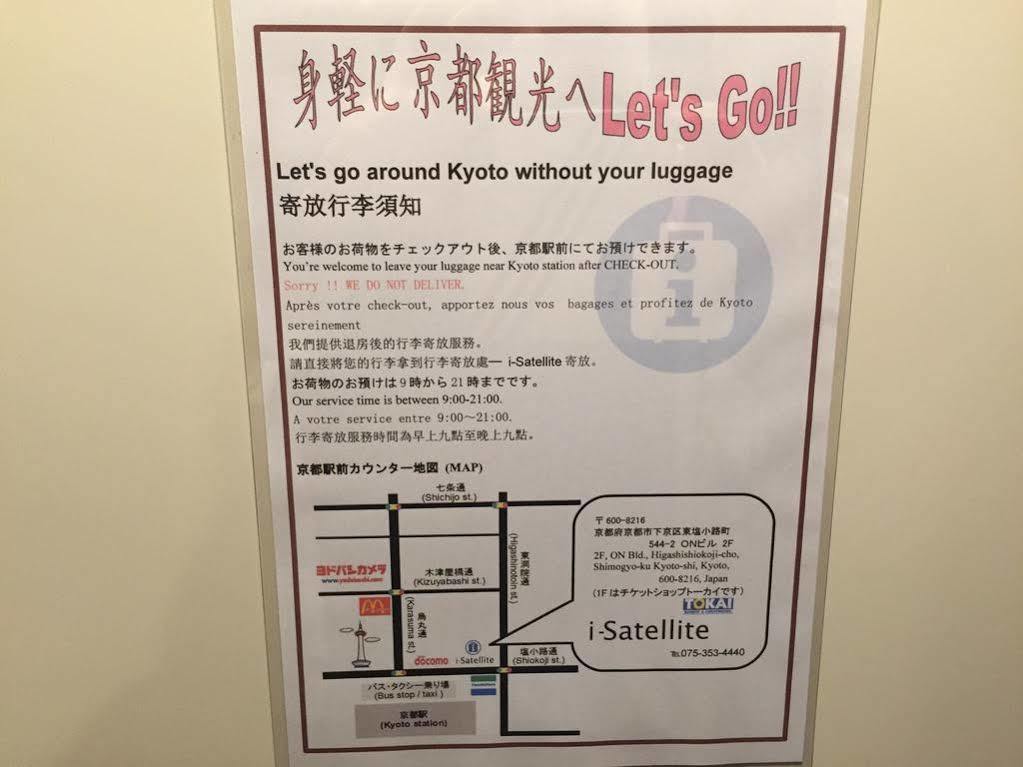 身軽に京都観光へLet's Go!!
Let's go around Kyoto without your luggage
寄放行李須知
お客様のお荷物をチェックアウト後、京都駅前にてお預けできます。
You're welcome to leave your luggage near Kyoto station after CHECK-OUT.
Sorry !! WE DO NOT DELIVER.
Après votre check-out, apportez nous vos bagages et profitez de Kyoto
sereinement
我們提供退房後的行李寄放服務。
請直接將您的行李拿到行李寄放處一 i-Satellite 寄放。
お荷物のお預けは9時から21時までです。
Our service time is between 9:00-21:00.
A votre service entre 9:00～21:00.
行李寄放服務時間為早上九點至晚上九點。
京都駅前カウンター地図 (MAP)
七条通
(Shichijo st.)
ヨドバシカメラ
www.yodobashi.com
木津屋橋通
(Kizuyabashi st.)
東洞院通
(Higashinotoin st.)
烏丸通
(Karasuma st.)
docomo
i-Satellite
塩小路通
(Shiokoji st.)
バス・タクシー乗り場
(Bus stop / taxi )
京都駅
(Kyoto station)
〒600-8216
京都府京都市下京区東塩小路町
544-2 ONビル 2F
2F, ON Bld., Higashishiokoji-cho,
Shimogyo-ku Kyoto-shi, Kyoto,
600-8216, Japan
(1Fはチケットショップトーカイです)
TOKAI
i-Satellite
℡075-353-4440